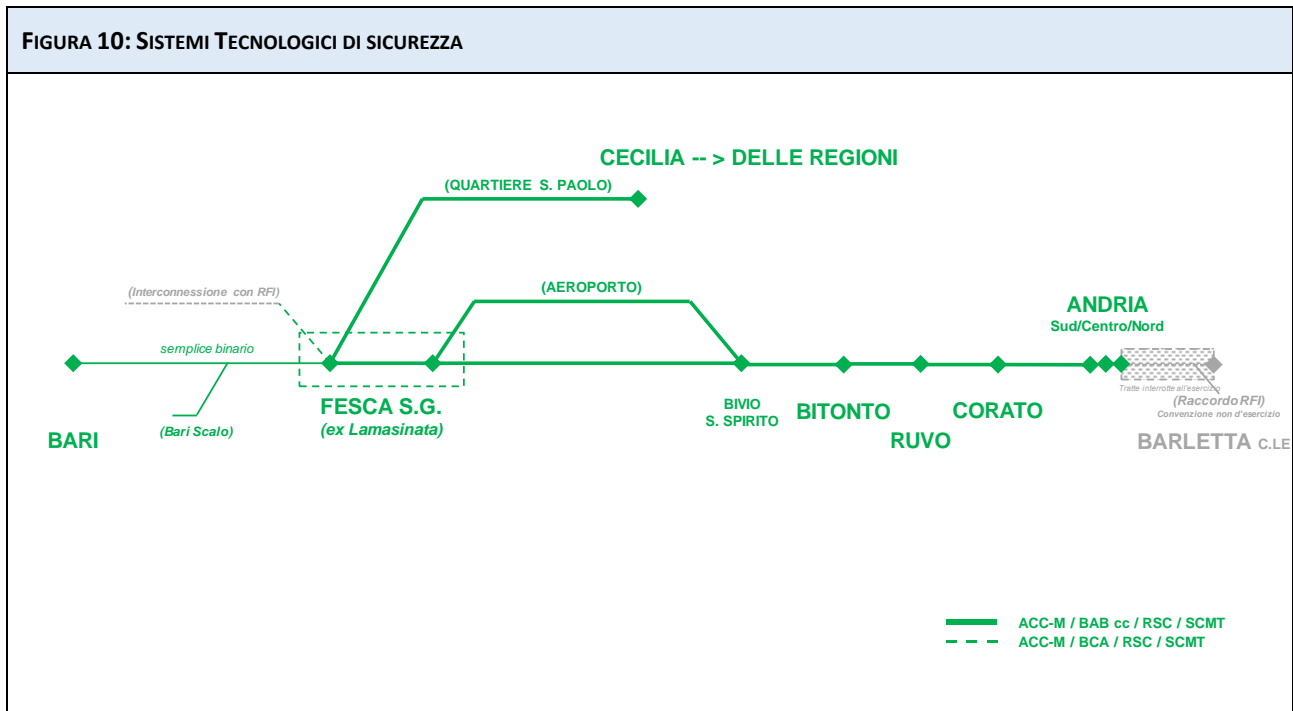 FIGURA 10: SISTEMI TECNOLOGICI DI SICUREZZA
CECILIA -- > DELLE REGIONI
(QUARTIERE S. PAOLO)
(Interconnessione con RFI)
(AEROPORTO)
ANDRIA
Sud/Centro/Nord
semplice binario
Tratte interrotte all'esercizio
(Raccordo RFI)
Convenzione non d'esercizio
FESCA S.G.
(ex Lamasinata)
BIVIO
S. SPIRITO
BITONTO
CORATO
(Bari Scalo)
BARI
RUVO
BARLETTA C.LE
ACC-M / BAB cc / RSC / SCMT
ACC-M / BCA / RSC / SCMT